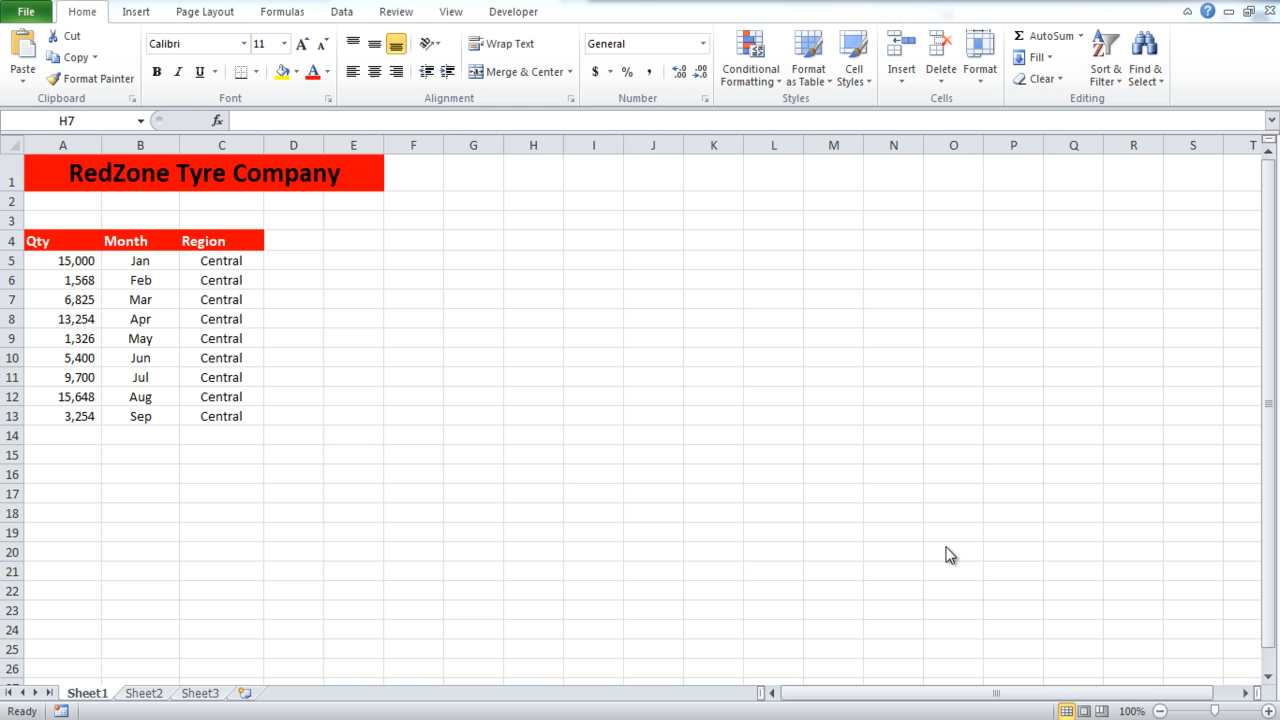 File Home Insert Page Layout Formulas Data Review View Developer
Cut
Copy
Format Painter
Paste
Clipboard
Calibri 11
B I U
Font
Wrap Text
Merge & Center
Alignment
General
$ % ,
Number
Conditional Formatting
Format as Table
Cell Styles
Styles
Insert Delete Format
Cells
Σ AutoSum
Fill
Clear
Sort & Filter
Find & Select
Editing
H7 fx
A B C D E F G H I J K L M N O P Q R S T
1 RedZone Tyre Company
2
3
4 Qty Month Region
5 15,000 Jan Central
6 1,568 Feb Central
7 6,825 Mar Central
8 13,254 Apr Central
9 1,326 May Central
10 5,400 Jun Central
11 9,700 Jul Central
12 15,648 Aug Central
13 3,254 Sep Central
14
15
16
17
18
19
20
21
22
23
24
25
26
Sheet1 Sheet2 Sheet3
Ready 100%